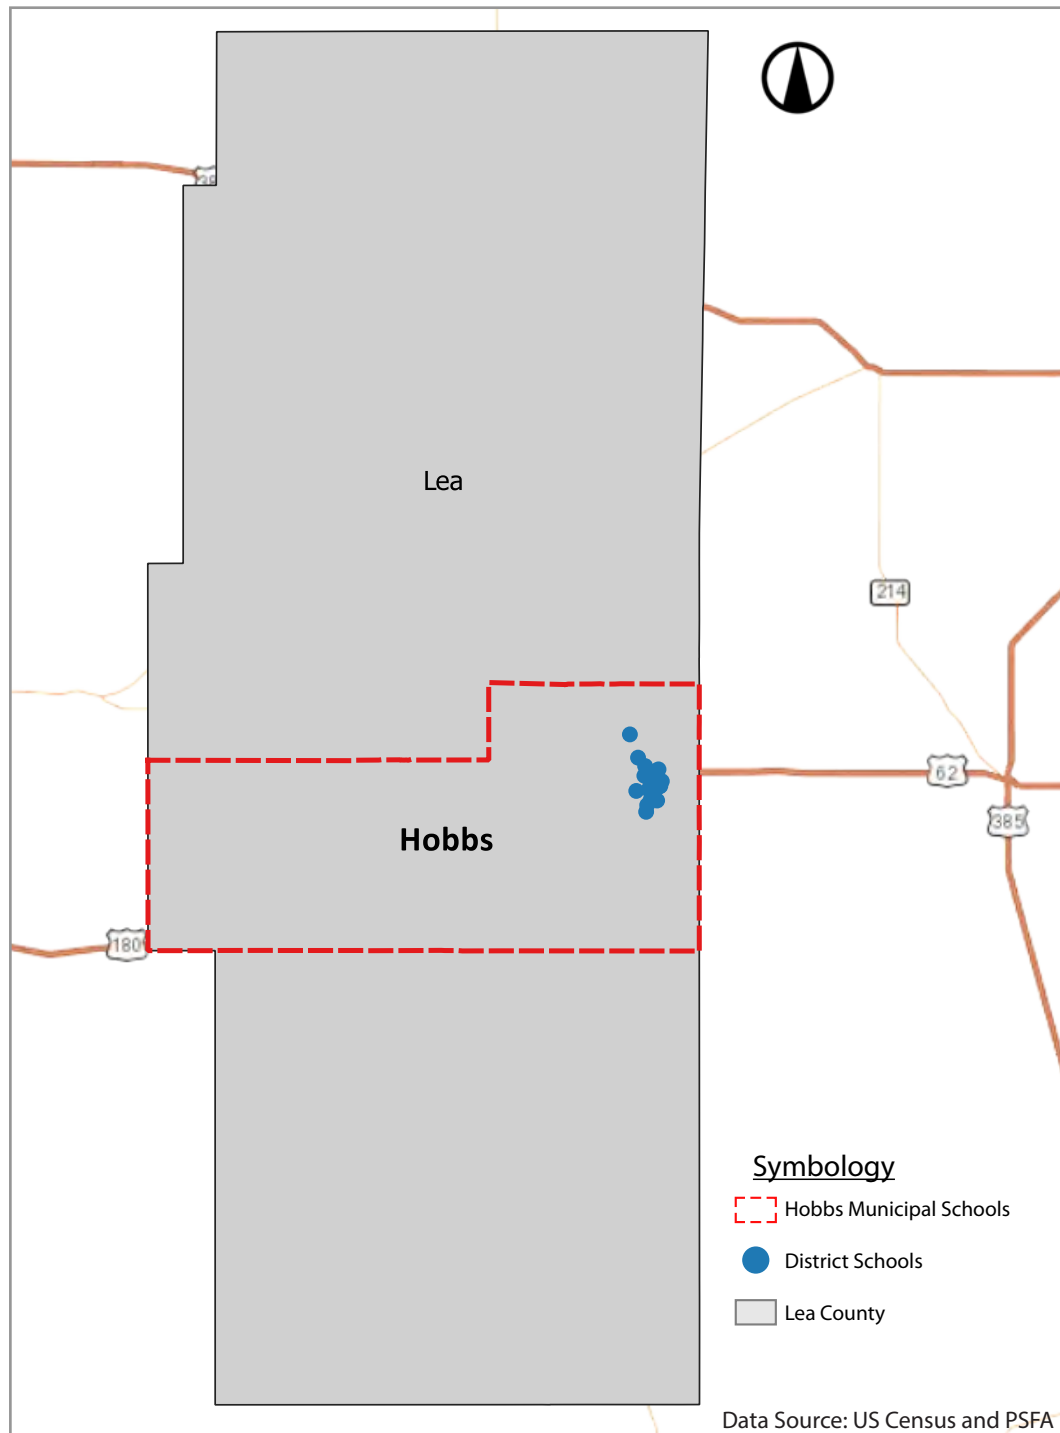 Lea
214
62
385
Hobbs
180
Symbology
Hobbs Municipal Schools
District Schools
Lea County
Data Source: US Census and PSFA